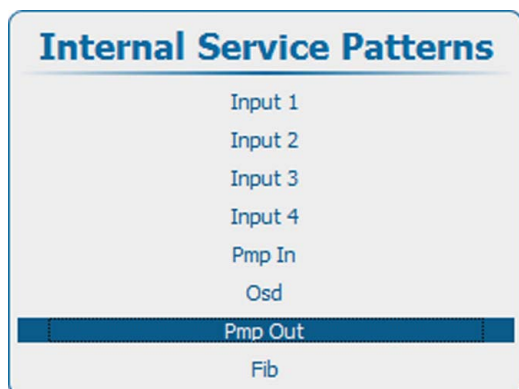 Internal Service Patterns
Input 1
Input 2
Input 3
Input 4
Pmp In
Osd
Pmp Out
Fib